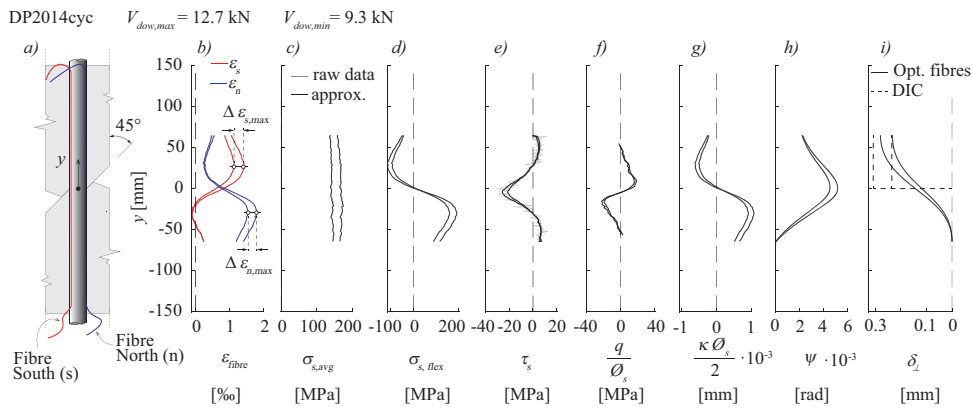 DP2014cyc V_dow,max = 12.7 kN V_dow,min = 9.3 kN
a) b) c) d) e) f) g) h) i)
150 100 50 0 -50 -100 -150
y [mm]
45°
y
Fibre South (s)
Fibre North (n)
ε_s
ε_n
Δ ε_s,max
Δ ε_n,max
raw data
approx.
Opt. fibres
DIC
0 1 2
ε_fibre
[‰]
0 100 200
σ_s,avg
[MPa]
-100 0 200
σ_s, flex
[MPa]
-40 0 40
τ_s
[MPa]
-40 0 40
q/Ø_s
[MPa]
-1 0 1
κ Ø_s/2 · 10⁻³
[mm]
0 2 4 6
ψ · 10⁻³
[rad]
0.3 0.1 0
δ_⊥
[mm]